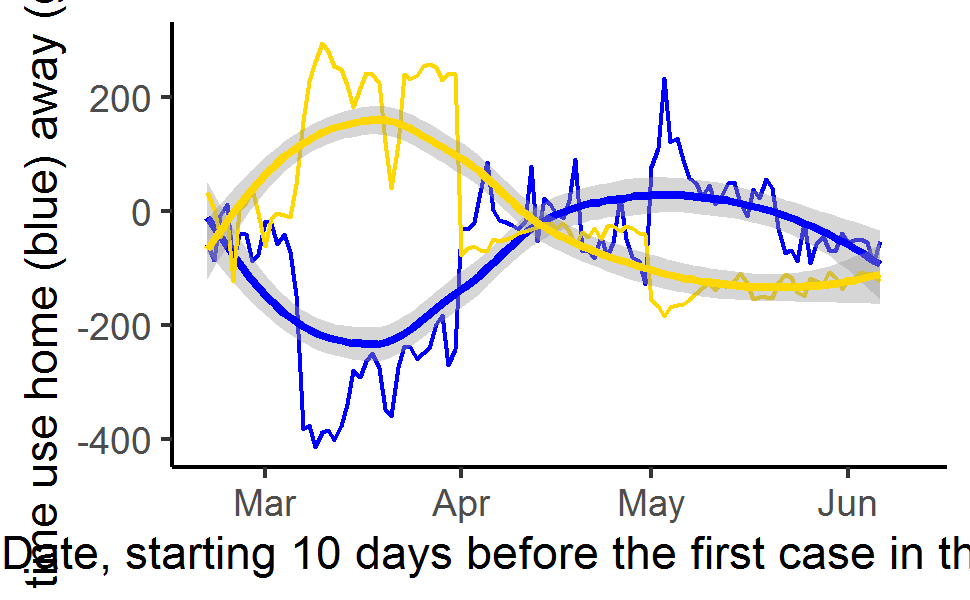 time use home (blue) away (
200
0
-200
-400
Mar Apr May Jun
Date, starting 10 days before the first case in th